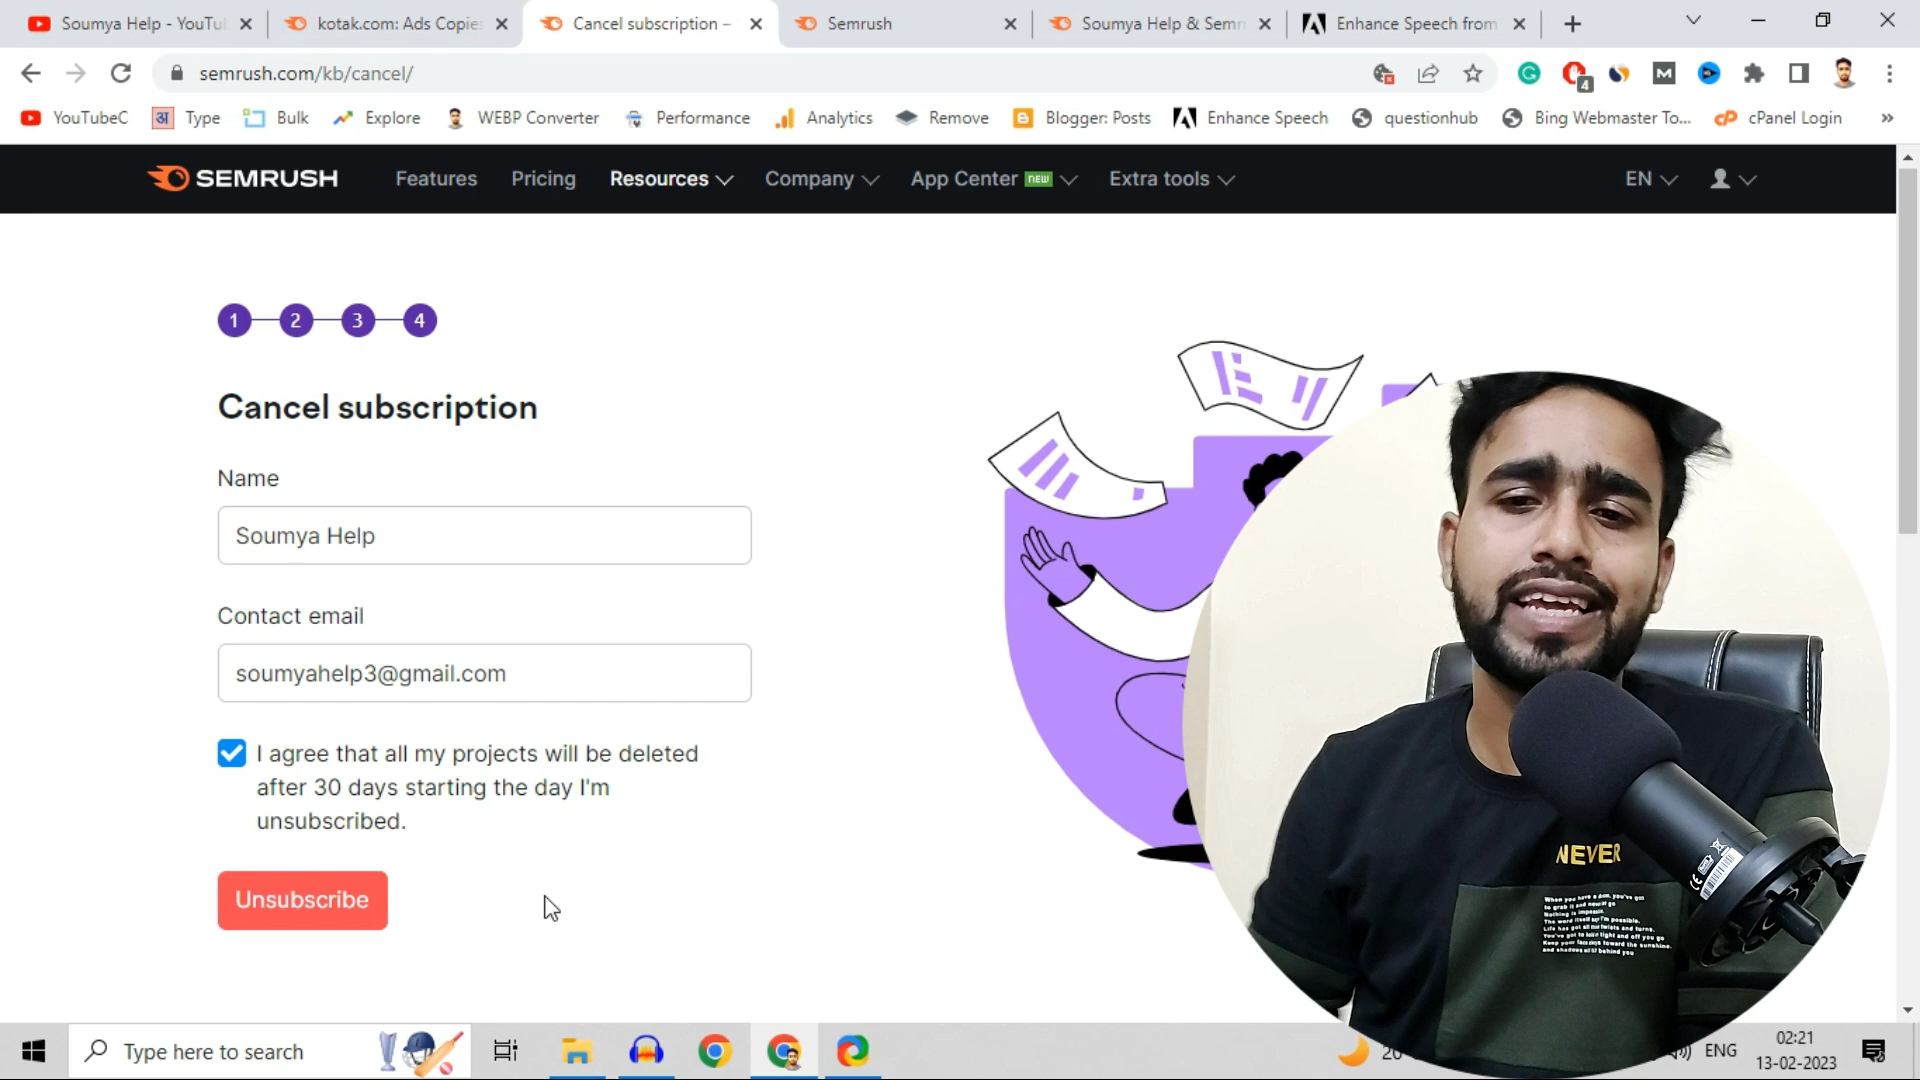 Soumya Help - YouTu
kotak.com: Ads Copies
Cancel subscription –
Semrush
Soumya Help & Semr
Enhance Speech from
semrush.com/kb/cancel/
4
YouTubeC
अ Type
Bulk
Explore
WEBP Converter
Performance
Analytics
Remove
Blogger: Posts
Enhance Speech
questionhub
Bing Webmaster To...
cPanel Login
»
SEMRUSH
Features
Pricing
Resources
Company
App Center NEW
Extra tools
EN
1 2 3 4
Cancel subscription
Name
Soumya Help
Contact email
soumyahelp3@gmail.com
I agree that all my projects will be deleted
after 30 days starting the day I'm
unsubscribed.
Unsubscribe
NEVER
Type here to search
ENG
02:21
13-02-2023